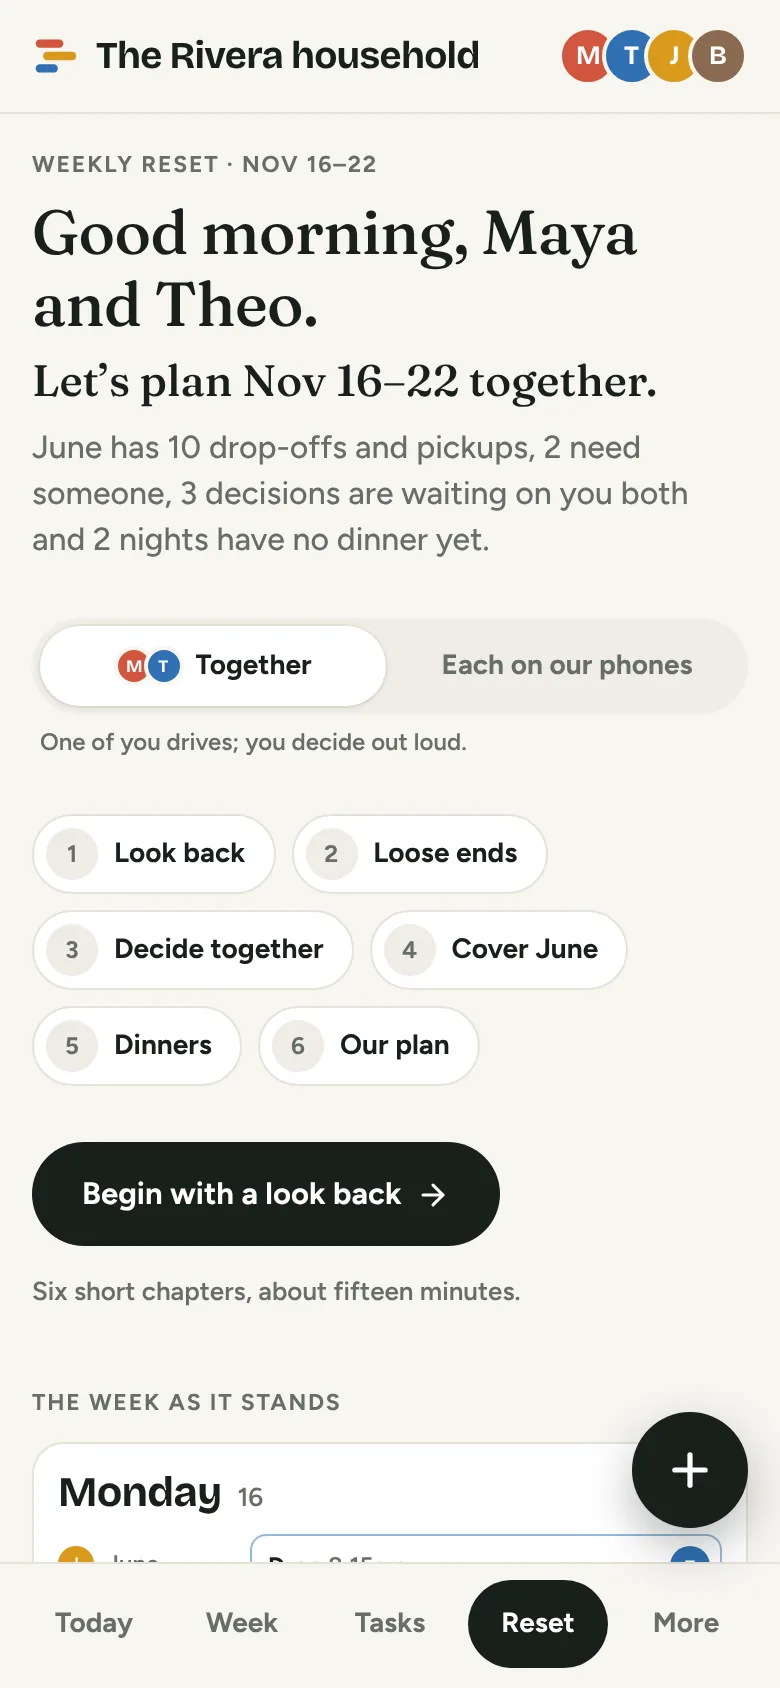 The Rivera household
M T J B
WEEKLY RESET · NOV 16–22
Good morning, Maya
and Theo.
Let’s plan Nov 16–22 together.
June has 10 drop-offs and pickups, 2 need
someone, 3 decisions are waiting on you both
and 2 nights have no dinner yet.
M T Together
Each on our phones
One of you drives; you decide out loud.
1 Look back
2 Loose ends
3 Decide together
4 Cover June
5 Dinners
6 Our plan
Begin with a look back →
Six short chapters, about fifteen minutes.
THE WEEK AS IT STANDS
Monday 16
June
Today
Week
Tasks
Reset
More